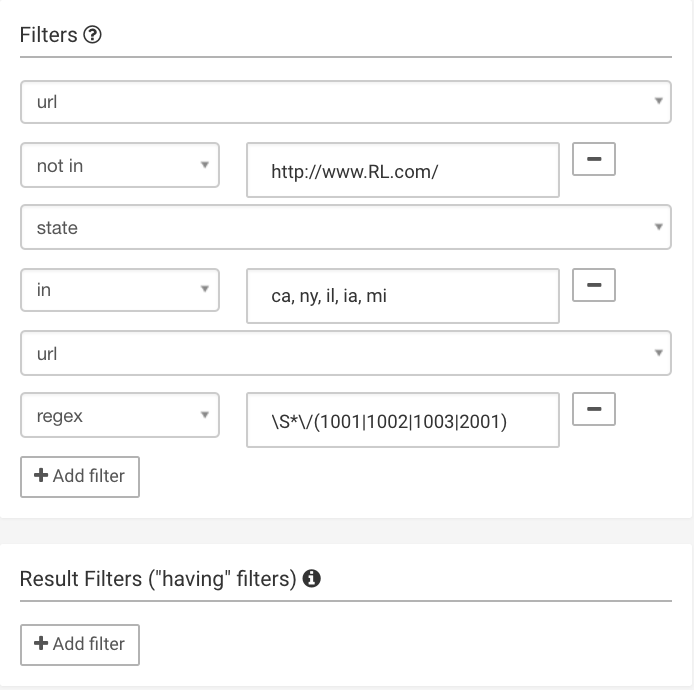 Filters
url
not in
http://www.RL.com/
state
in
ca, ny, il, ia, mi
url
regex
\S*\/(1001|1002|1003|2001)
+ Add filter
Result Filters ("having" filters)
+ Add filter